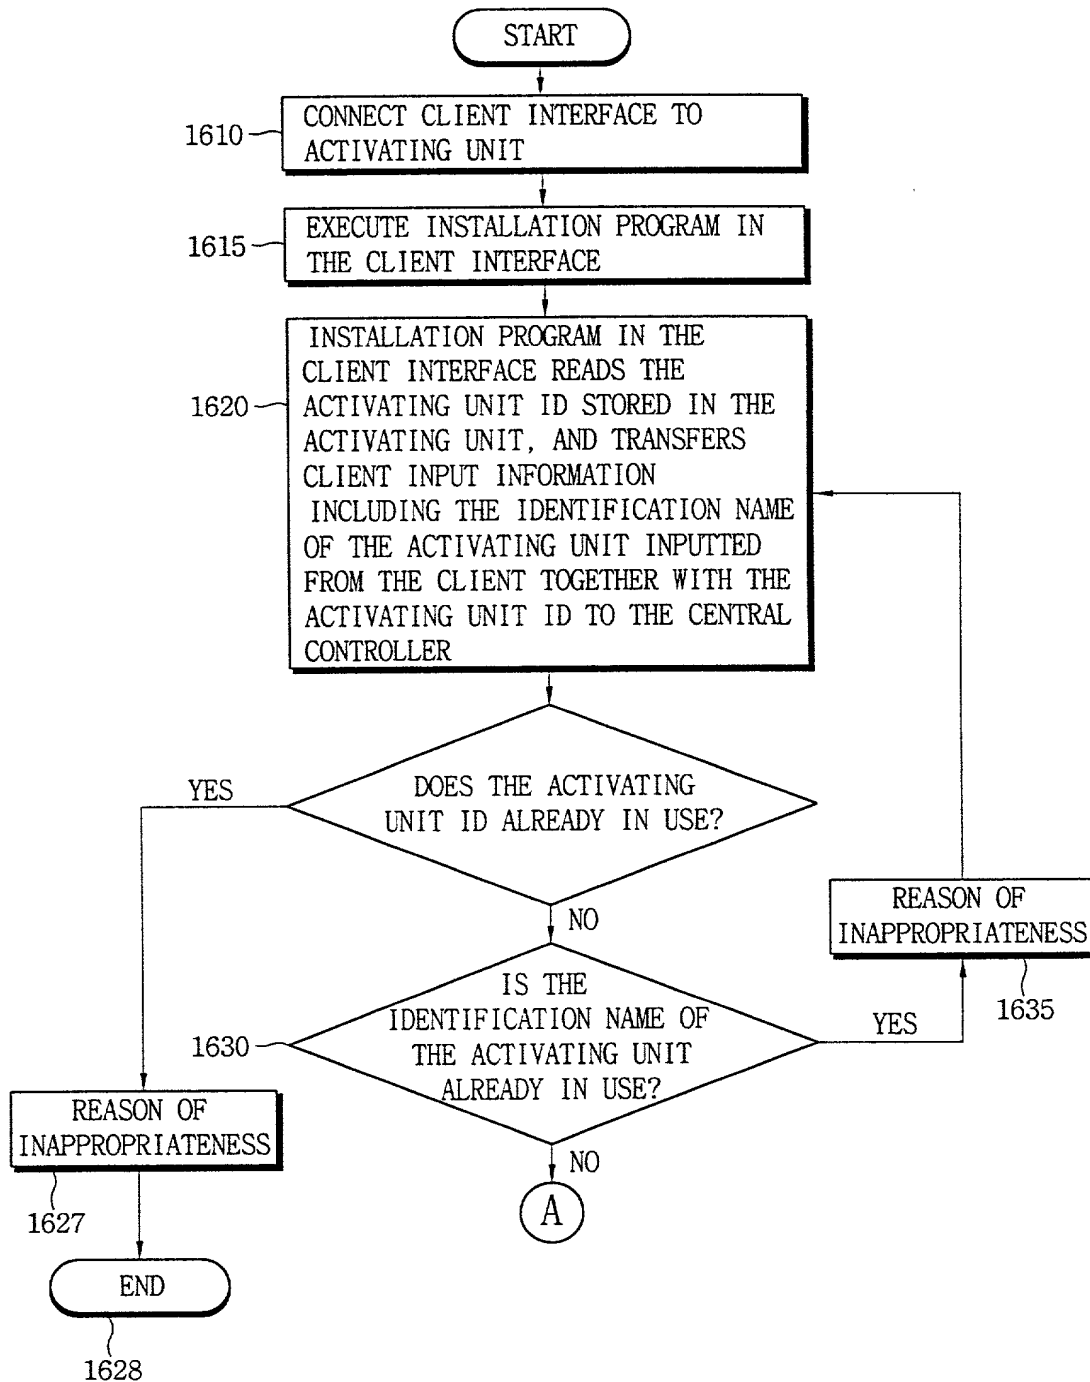 START
1610
CONNECT CLIENT INTERFACE TO
ACTIVATING UNIT
1615
EXECUTE INSTALLATION PROGRAM IN
THE CLIENT INTERFACE
1620
INSTALLATION PROGRAM IN THE
CLIENT INTERFACE READS THE
ACTIVATING UNIT ID STORED IN THE
ACTIVATING UNIT, AND TRANSFERS
CLIENT INPUT INFORMATION
INCLUDING THE IDENTIFICATION NAME
OF THE ACTIVATING UNIT INPUTTED
FROM THE CLIENT TOGETHER WITH THE
ACTIVATING UNIT ID TO THE CENTRAL
CONTROLLER
YES
DOES THE ACTIVATING
UNIT ID ALREADY IN USE?
NO
REASON OF
INAPPROPRIATENESS
1635
1630
IS THE
IDENTIFICATION NAME OF
THE ACTIVATING UNIT
ALREADY IN USE?
YES
NO
A
REASON OF
INAPPROPRIATENESS
1627
END
1628